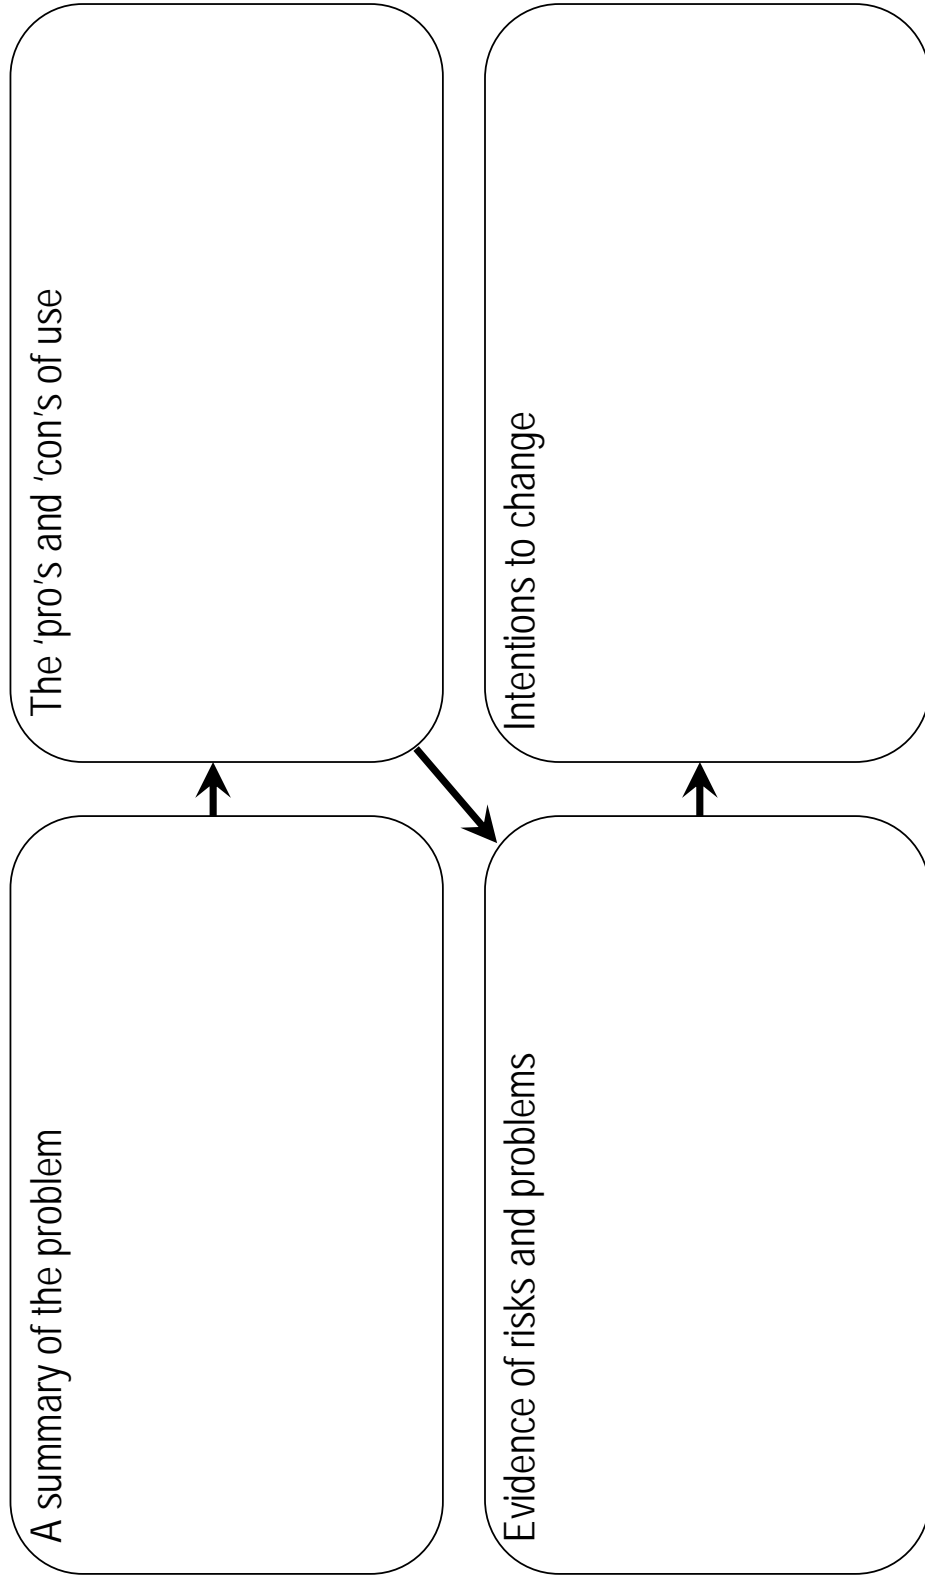 A summary of the problem
The ‘pro’s and ‘con’s of use
Evidence of risks and problems
Intentions to change